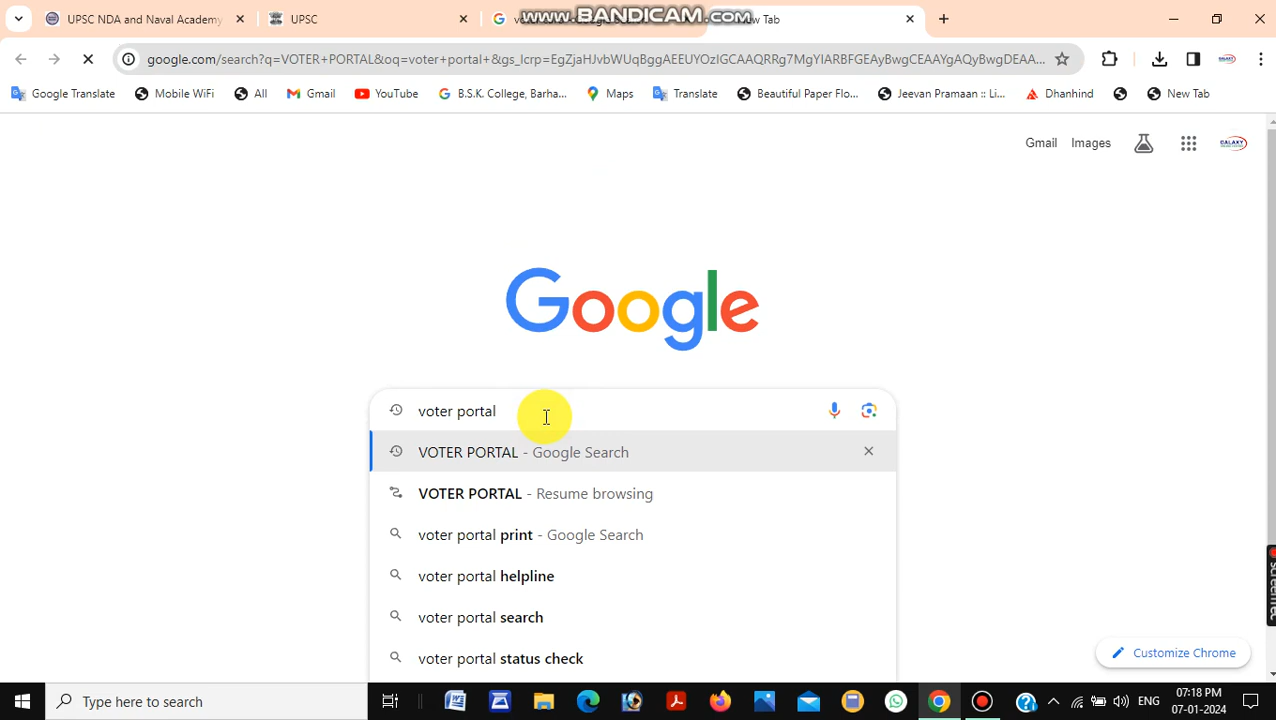 UPSC NDA and Naval Academy
UPSC
www.BANDICAM.com
New Tab
google.com/search?q=VOTER+PORTAL&oq=voter+portal+&gs_lcrp=EgZjaHJvbWUqBggAEEUYOzIGCAAQRRg7MgYIARBFGEAyBwgCEAAYgAQyBwgDEAA...
Google Translate
Mobile WiFi
All
Gmail
YouTube
B.S.K. College, Barha...
Maps
Translate
Beautiful Paper Flo...
Jeevan Pramaan :: Li...
Dhanhind
New Tab
Gmail
Images
GALAXY
Google
voter portal
VOTER PORTAL - Google Search
VOTER PORTAL - Resume browsing
voter portal print - Google Search
voter portal helpline
voter portal search
voter portal status check
Customize Chrome
Type here to search
ENG
07:18 PM
07-01-2024